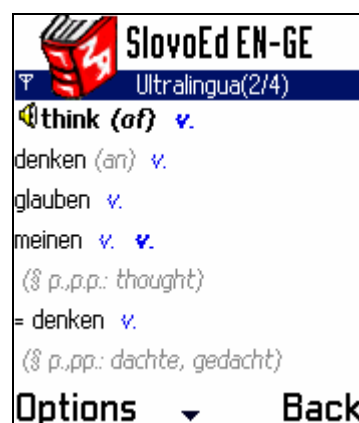 SlovoEd EN-GE
Ultralingua(2/4)
think (of) v.
denken (an) v.
glauben v.
meinen v. v.
(§ p.,p.p.: thought)
= denken v.
(§ p.,pp.: dachte, gedacht)
Options Back